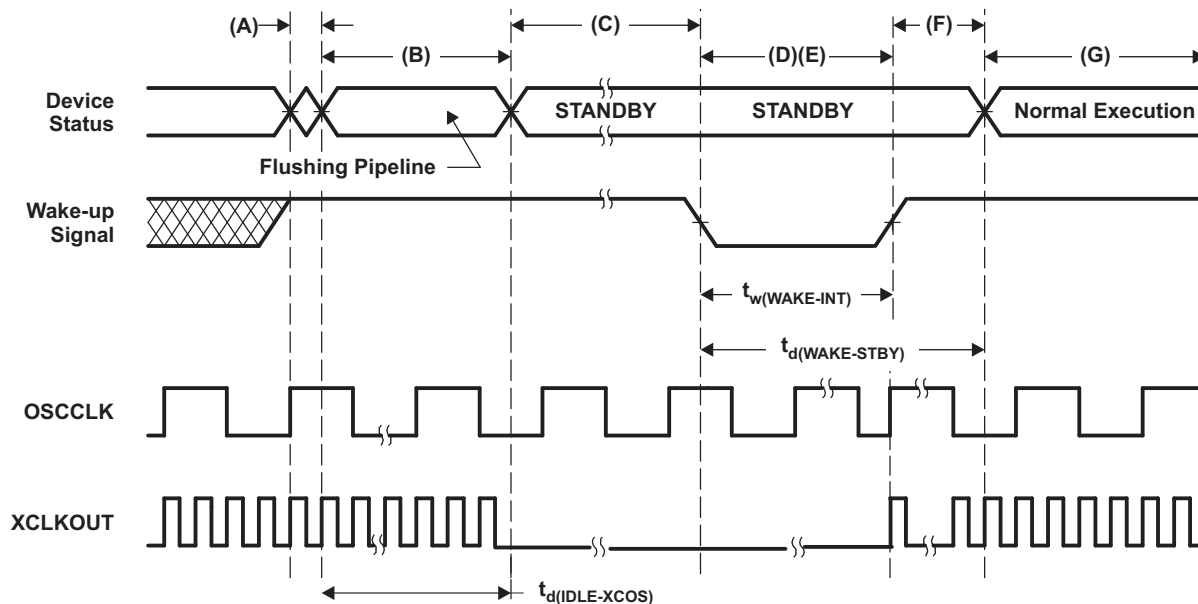 (A)
(C)
(F)
(B)
(D)(E)
(G)
Device
Status
STANDBY
STANDBY
Normal Execution
Flushing Pipeline
Wake-up
Signal
tw(WAKE-INT)
td(WAKE-STBY)
OSCCLK
XCLKOUT
td(IDLE-XCOS)